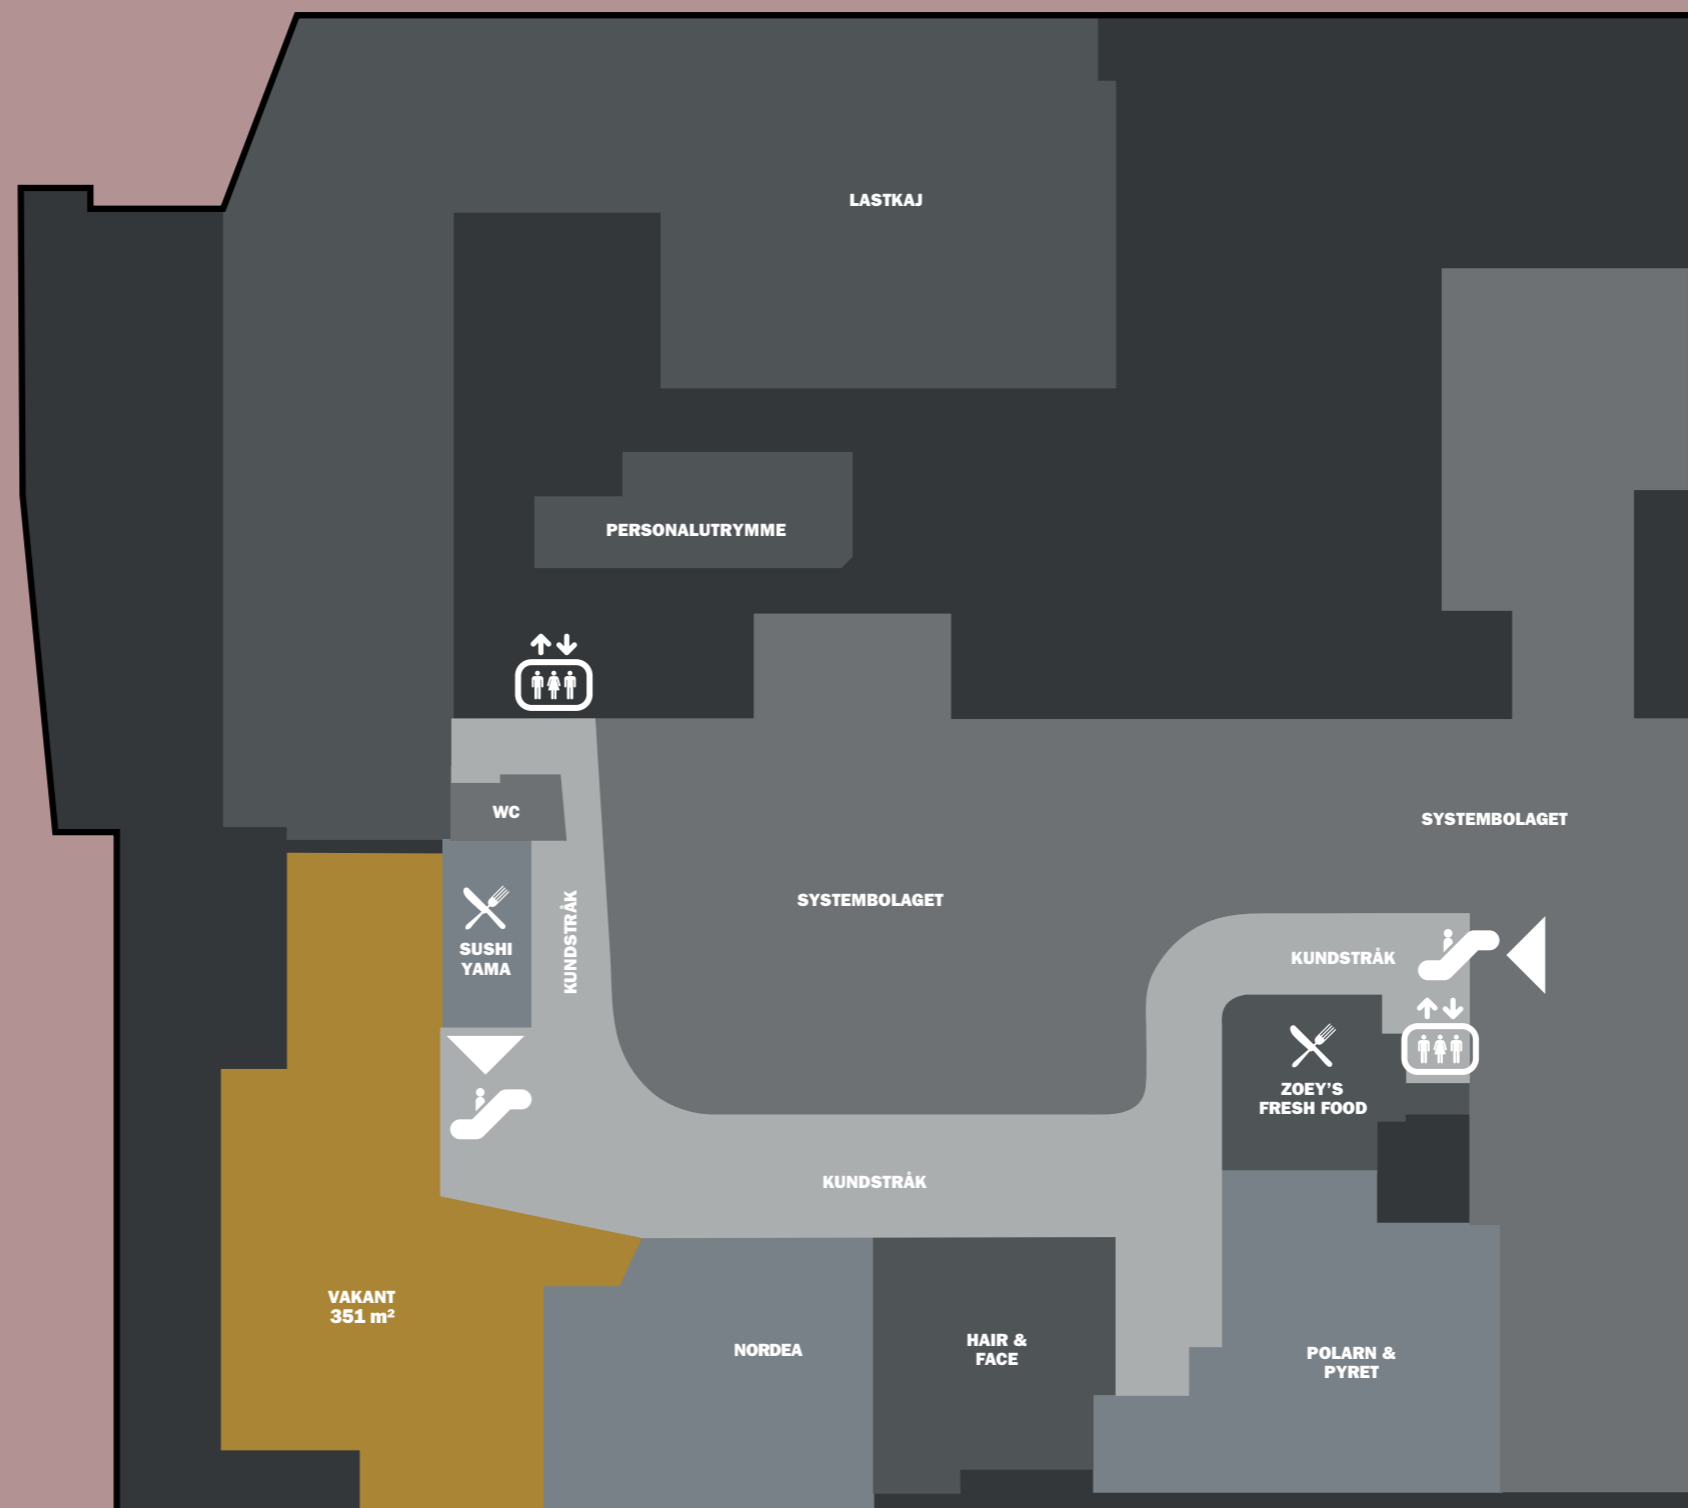 LASTKAJ
PERSONALUTRYMME
WC
SYSTEMBOLAGET
SYSTEMBOLAGET
SUSHI
YAMA
KUNDSTRÅK
KUNDSTRÅK
ZOEY'S
FRESH FOOD
KUNDSTRÅK
VAKANT
351 m²
NORDEA
HAIR &
FACE
POLARN &
PYRET